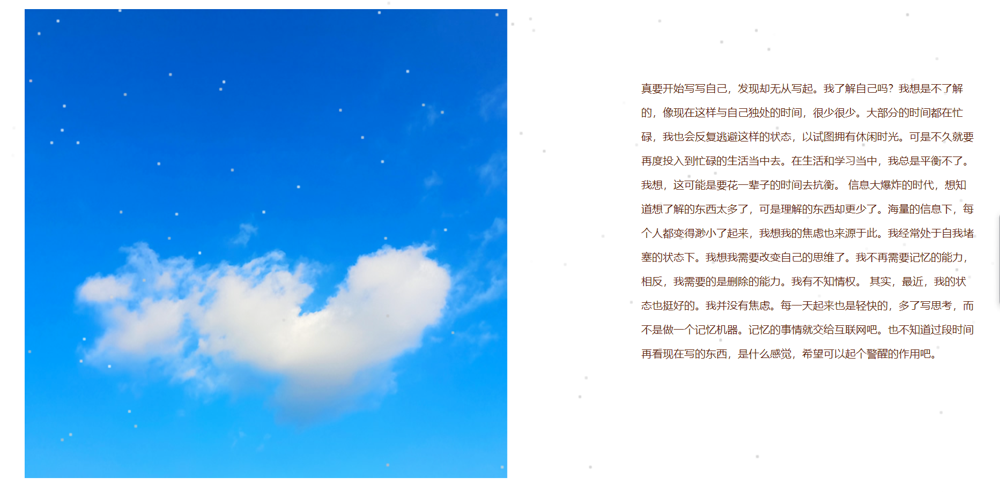 真要开始写写自己，发现却无从写起。我了解自己吗？我想是不了解
的，像现在这样与自己独处的时间，很少很少。大部分的时间都在忙
碌，我也会反复逃避这样的状态，以试图拥有休闲时光。可是不久就要
再度投入到忙碌的生活当中去。在生活和学习当中，我总是平衡不了。
我想，这可能是要花一辈子的时间去抗衡。 信息大爆炸的时代，想知
道想了解的东西太多了，可是理解的东西却更少了。海量的信息下，每
个人都变得渺小了起来，我想我的焦虑也来源于此。我经常处于自我堵
塞的状态下。我想我需要改变自己的思维了。我不再需要记忆的能力，
相反，我需要的是删除的能力。我有不知情权。 其实，最近，我的状
态也挺好的。我并没有焦虑。每一天起来也是轻快的，多了写思考，而
不是做一个记忆机器。记忆的事情就交给互联网吧。也不知道过段时间
再看现在写的东西，是什么感觉，希望可以起个警醒的作用吧。